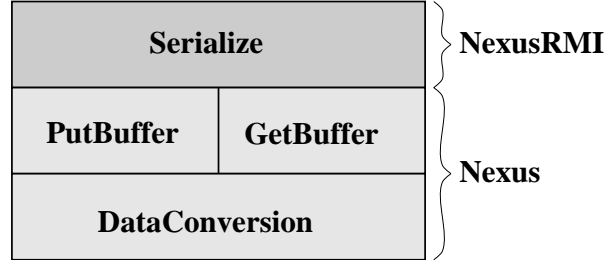 Serialize
NexusRMI
PutBuffer GetBuffer
Nexus
DataConversion